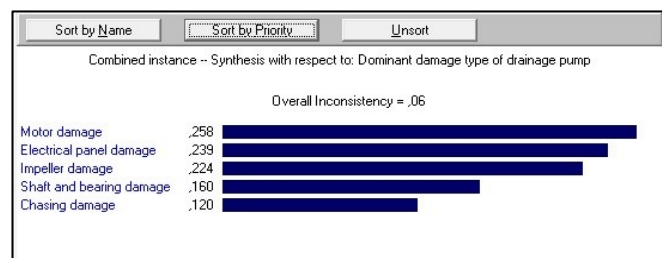 Sort by Name Sort by Priority Unsort
Combined instance -- Synthesis with respect to: Dominant damage type of drainage pump
Overall Inconsistency = ,06
Motor damage ,258
Electrical panel damage ,239
Impeller damage ,224
Shaft and bearing damage ,160
Chasing damage ,120